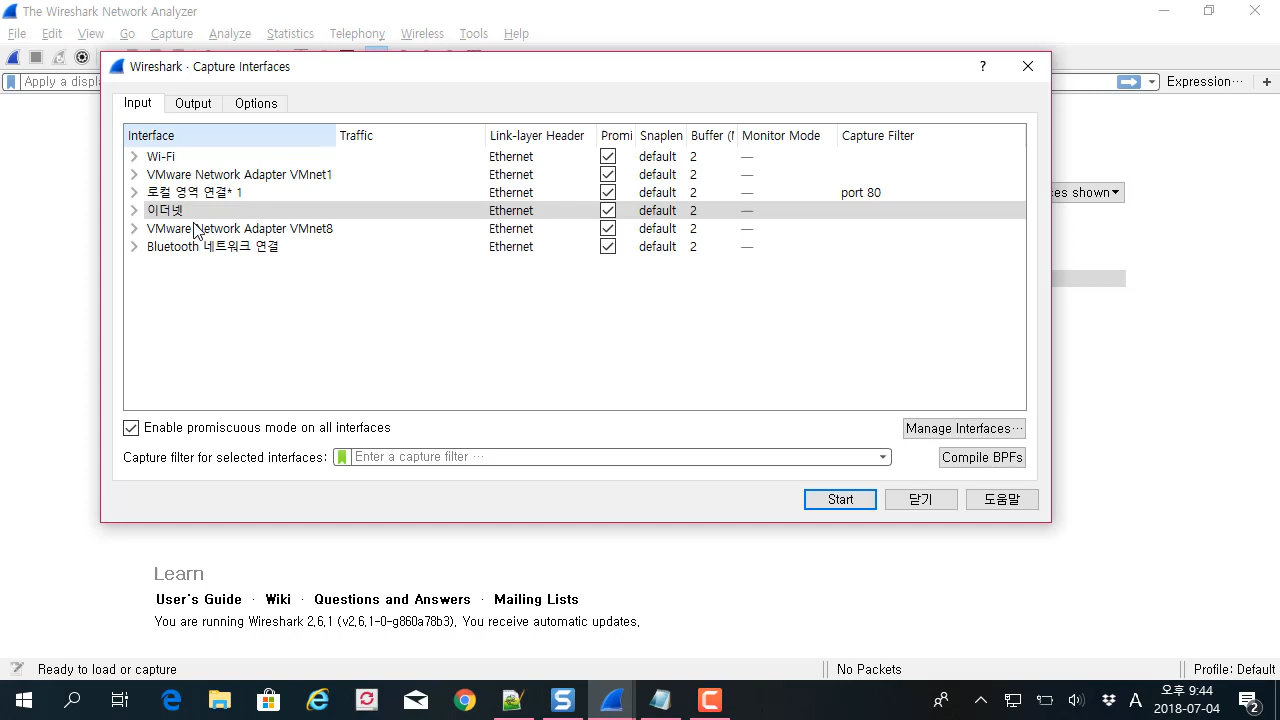 The Wireshark Network Analyzer
File Edit View Go Capture Analyze Statistics Telephony Wireless Tools Help
Wireshark · Capture Interfaces ?
Apply a displ Expression… +
Input Output Options
Interface Traffic Link-layer Header Promi Snaplen Buffer (M Monitor Mode Capture Filter
Wi-Fi Ethernet default 2 —
VMware Network Adapter VMnet1 Ethernet default 2 —
로컬 영역 연결* 1 Ethernet default 2 — port 80
ces shown
이더넷 Ethernet default 2 —
VMware Network Adapter VMnet8 Ethernet default 2 —
Bluetooth 네트워크 연결 Ethernet default 2 —
Enable promiscuous mode on all interfaces Manage Interfaces…
Capture filter for selected interfaces: Enter a capture filter … Compile BPFs
Start 닫기 도움말
Learn
User's Guide · Wiki · Questions and Answers · Mailing Lists
You are running Wireshark 2.6.1 (v2.6.1-0-g860a78b3). You receive automatic updates.
Ready to load or capture No Packets Profile: Default
A 오후 9:44
2018-07-04 2